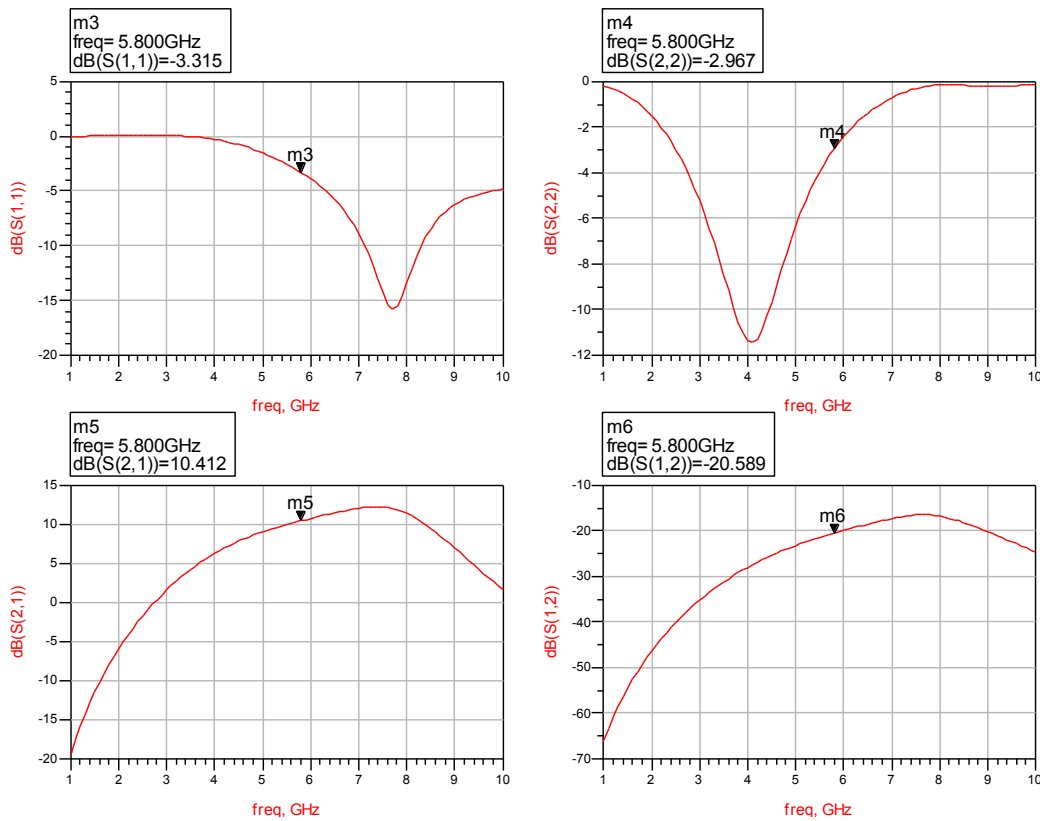 m3
freq= 5.800GHz
dB(S(1,1))=-3.315
5
0
-5
-10
-15
-20
dB(S(1,1))
m3
1 2 3 4 5 6 7 8 9 10
freq, GHz
m4
freq= 5.800GHz
dB(S(2,2))=-2.967
0
-2
-4
-6
-8
-10
-12
dB(S(2,2))
m4
1 2 3 4 5 6 7 8 9 10
freq, GHz
m5
freq= 5.800GHz
dB(S(2,1))=10.412
15
10
5
0
-5
-10
-15
-20
dB(S(2,1))
m5
1 2 3 4 5 6 7 8 9 10
freq, GHz
m6
freq= 5.800GHz
dB(S(1,2))=-20.589
-10
-20
-30
-40
-50
-60
-70
dB(S(1,2))
m6
1 2 3 4 5 6 7 8 9 10
freq, GHz